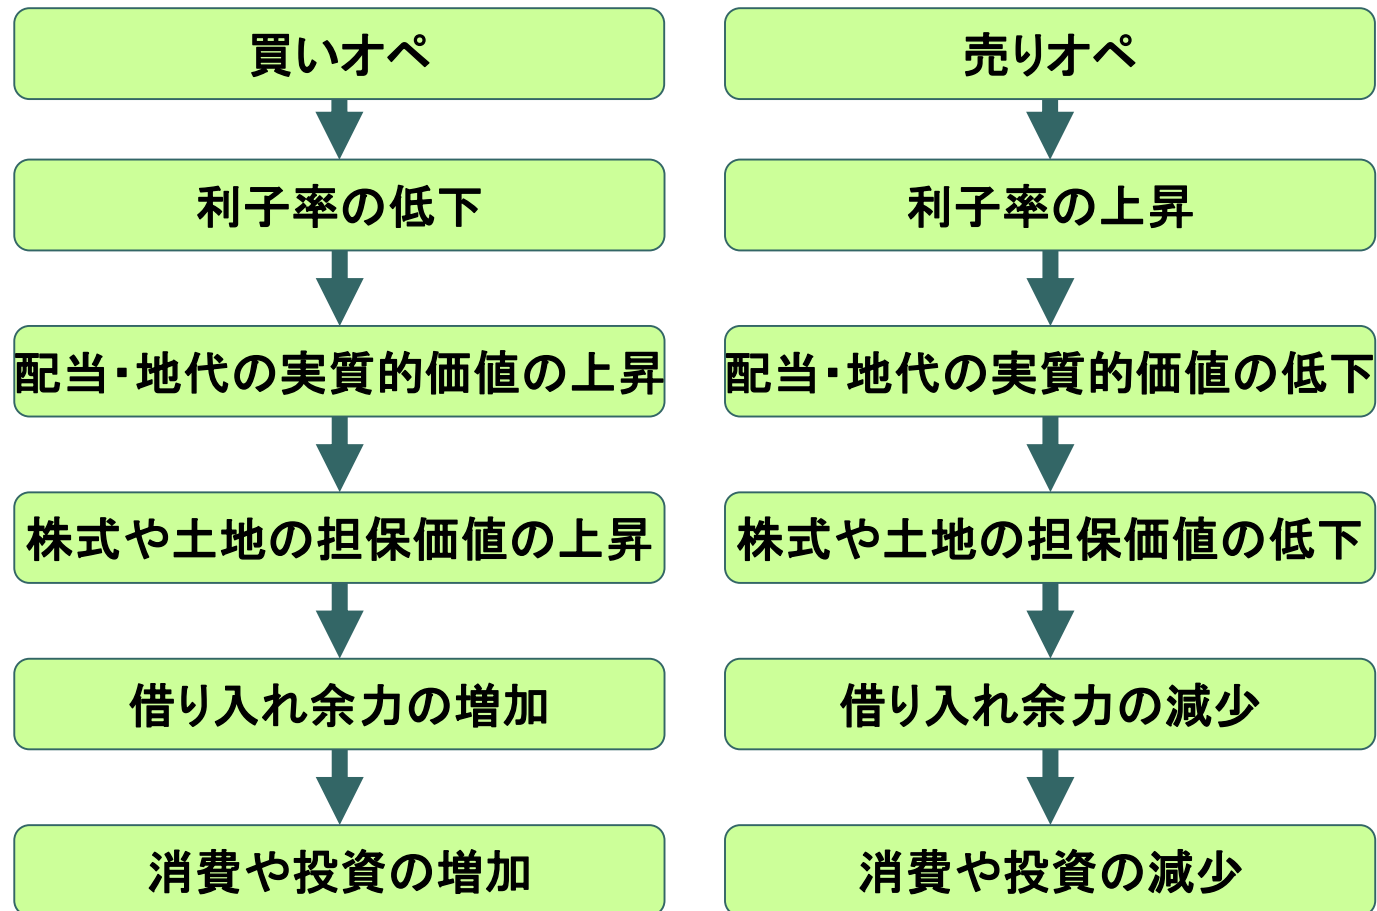 買いオペ
利子率の低下
配当・地代の実質的価値の上昇
株式や土地の担保価値の上昇
借り入れ余力の増加
消費や投資の増加
売りオペ
利子率の上昇
配当・地代の実質的価値の低下
株式や土地の担保価値の低下
借り入れ余力の減少
消費や投資の減少